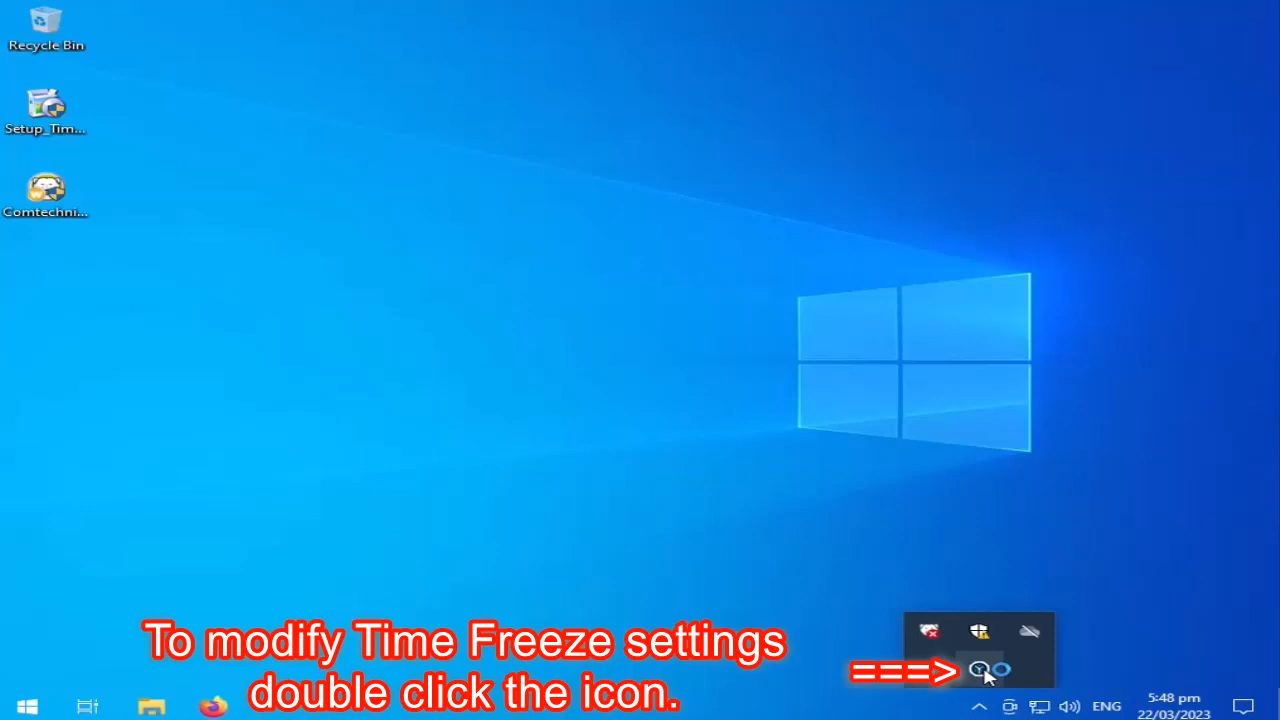 Recycle Bin
Setup_Tim...
Comtechni...
To modify Time Freeze settings
double click the icon.
===>
ENG
5:48 pm
22/03/2023